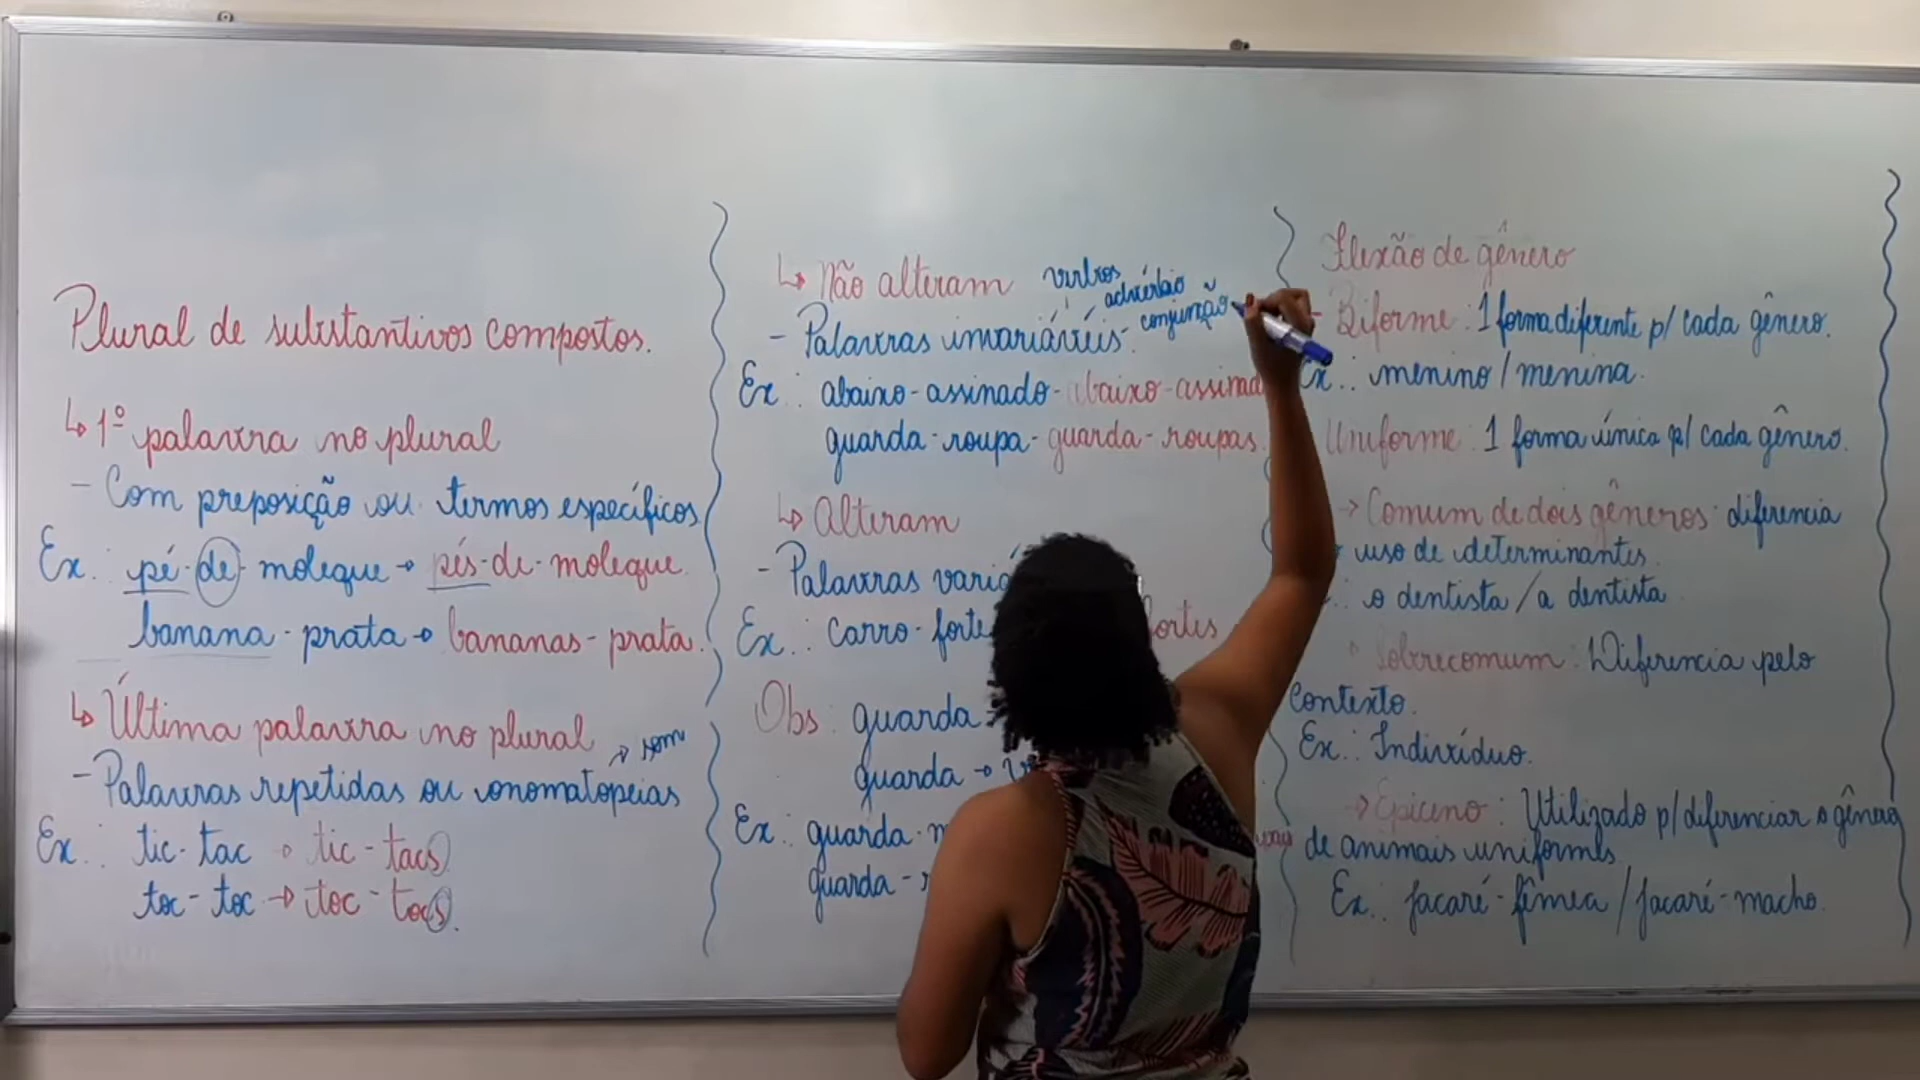 Plural de substantivos compostos.
↳ 1º palavra no plural
- Com preposição ou termos específicos
Ex.: pé-de-moleque → pés-de-moleque.
banana-prata → bananas-prata.
↳ Última palavra no plural
→ som
- Palavras repetidas ou onomatopeias
Ex.: tic-tac → tic-tacs.
toc-toc → toc-tocs.
↳ Não alteram
verbos
advérbio
conjunção
- Palavras invariáveis.
Ex.: abaixo-assinado - abaixo-assinad
guarda-roupa - guarda-roupas.
↳ Alteram
- Palavras variá
Ex.: carro-forte fortes
Obs: guarda
guarda →
Ex.: guarda-
guarda-
Flexão de gênero
- Biforme: 1 forma diferente p/ cada gênero.
Ex.: menino/menina.
Uniforme: 1 forma única p/ cada gênero.
→ Comum de dois gêneros: diferencia
uso de determinantes.
o dentista/a dentista
Sobrecomum: Diferencia pelo
contexto.
Ex.: Indivíduo.
→ Epiceno: Utilizado p/ diferenciar o gênero
de animais uniformes.
Ex.: jacaré-fêmea/jacaré-macho.